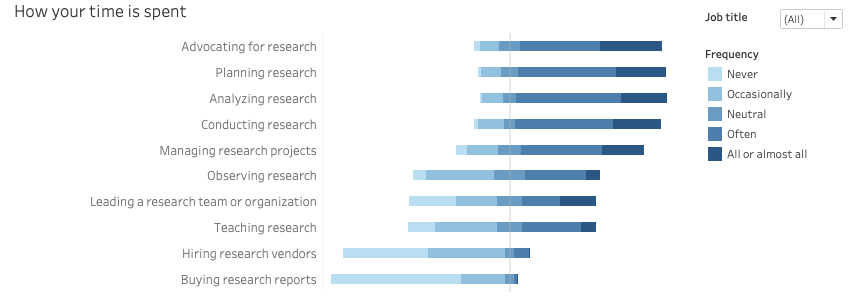 How your time is spent
Job title
(All)
Frequency
Never
Occasionally
Neutral
Often
All or almost all
Advocating for research
Planning research
Analyzing research
Conducting research
Managing research projects
Observing research
Leading a research team or organization
Teaching research
Hiring research vendors
Buying research reports